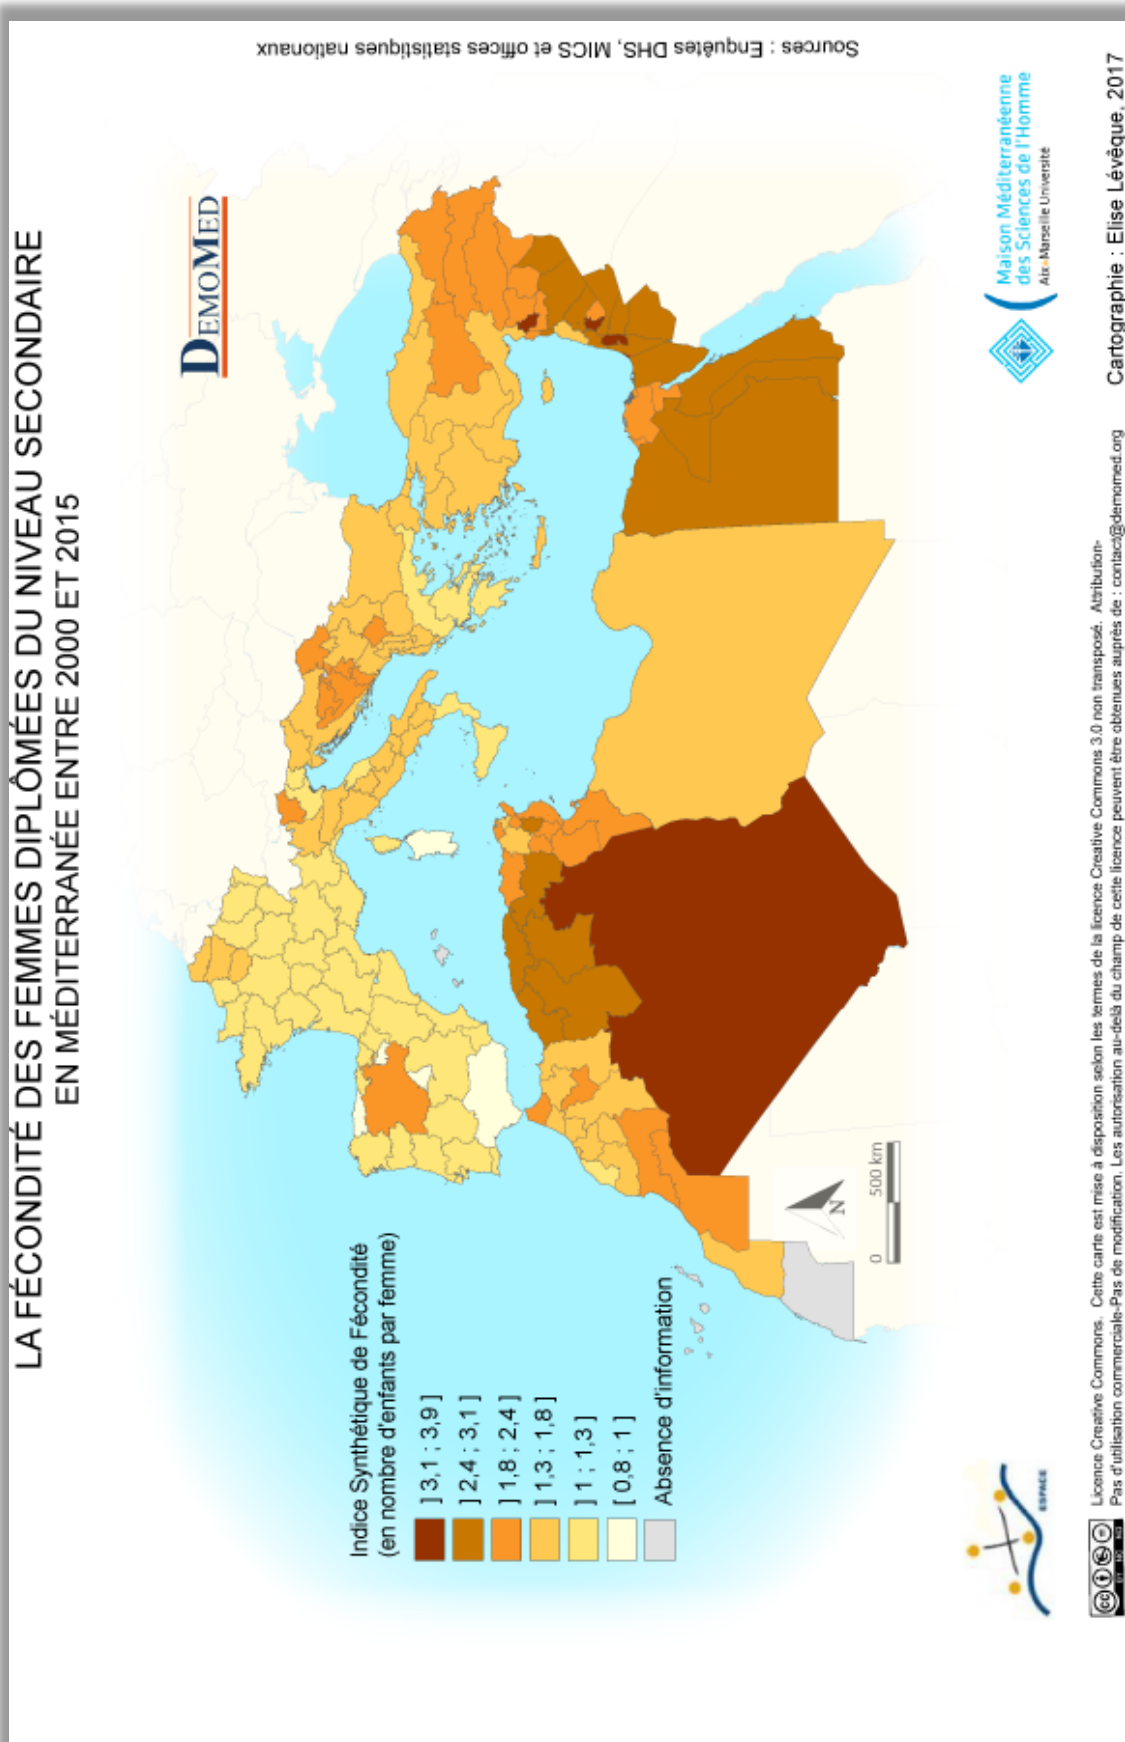 LA FÉCONDITÉ DES FEMMES DIPLÔMÉES DU NIVEAU SECONDAIRE
EN MÉDITERRANÉE ENTRE 2000 ET 2015
DEMOMED
Sources : Enquêtes DHS, MICS et offices statistiques nationaux
Indice Synthétique de Fécondité
(en nombre d'enfants par femme)
] 3,1 ; 3,9 ]
] 2,4 ; 3,1 ]
] 1,8 ; 2,4 ]
] 1,3 ; 1,8 ]
] 1 ; 1,3 ]
[ 0,8 ; 1 ]
Absence d'information
N
0 500 km
Maison Méditerranéenne
des Sciences de l'Homme
Aix-Marseille Université
ESPACE
cc
BY NC ND
Licence Creative Commons. Cette carte est mise à disposition selon les termes de la licence Creative Commons 3.0 non transposé. Attribution-
Pas d'utilisation commerciale-Pas de modification. Les autorisation au-delà du champ de cette licence peuvent être obtenues auprès de : contact@demomed.org
Cartographie : Elise Lévêque, 2017